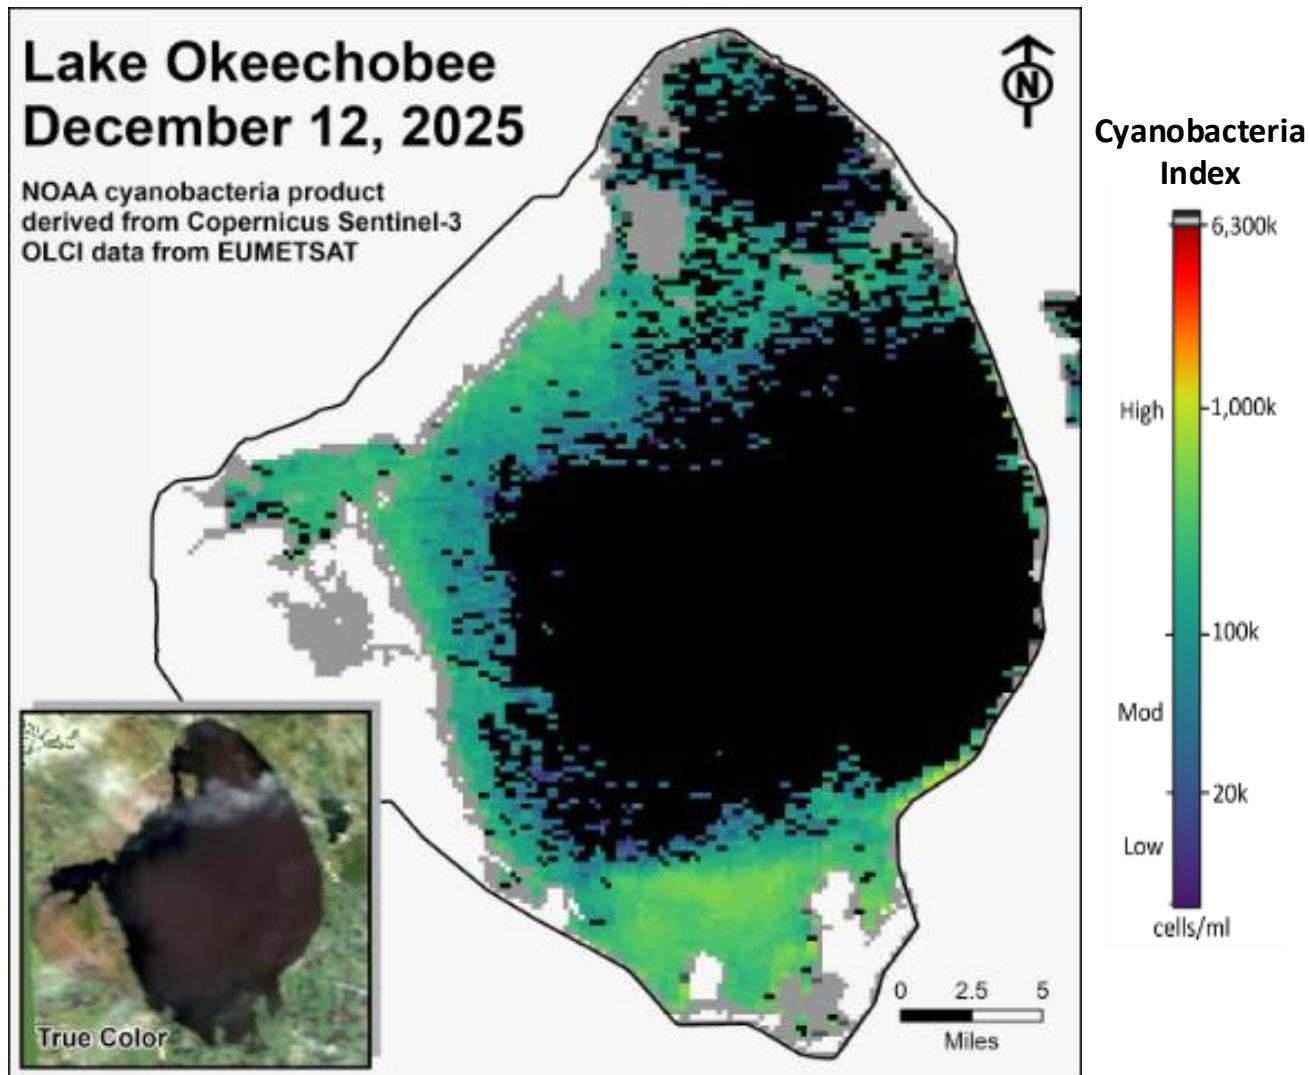 Lake Okeechobee
December 12, 2025
NOAA cyanobacteria product
derived from Copernicus Sentinel-3
OLCI data from EUMETSAT
N
Cyanobacteria
Index
6,300k
High
1,000k
100k
Mod
20k
Low
cells/ml
0 2.5 5
Miles
True Color